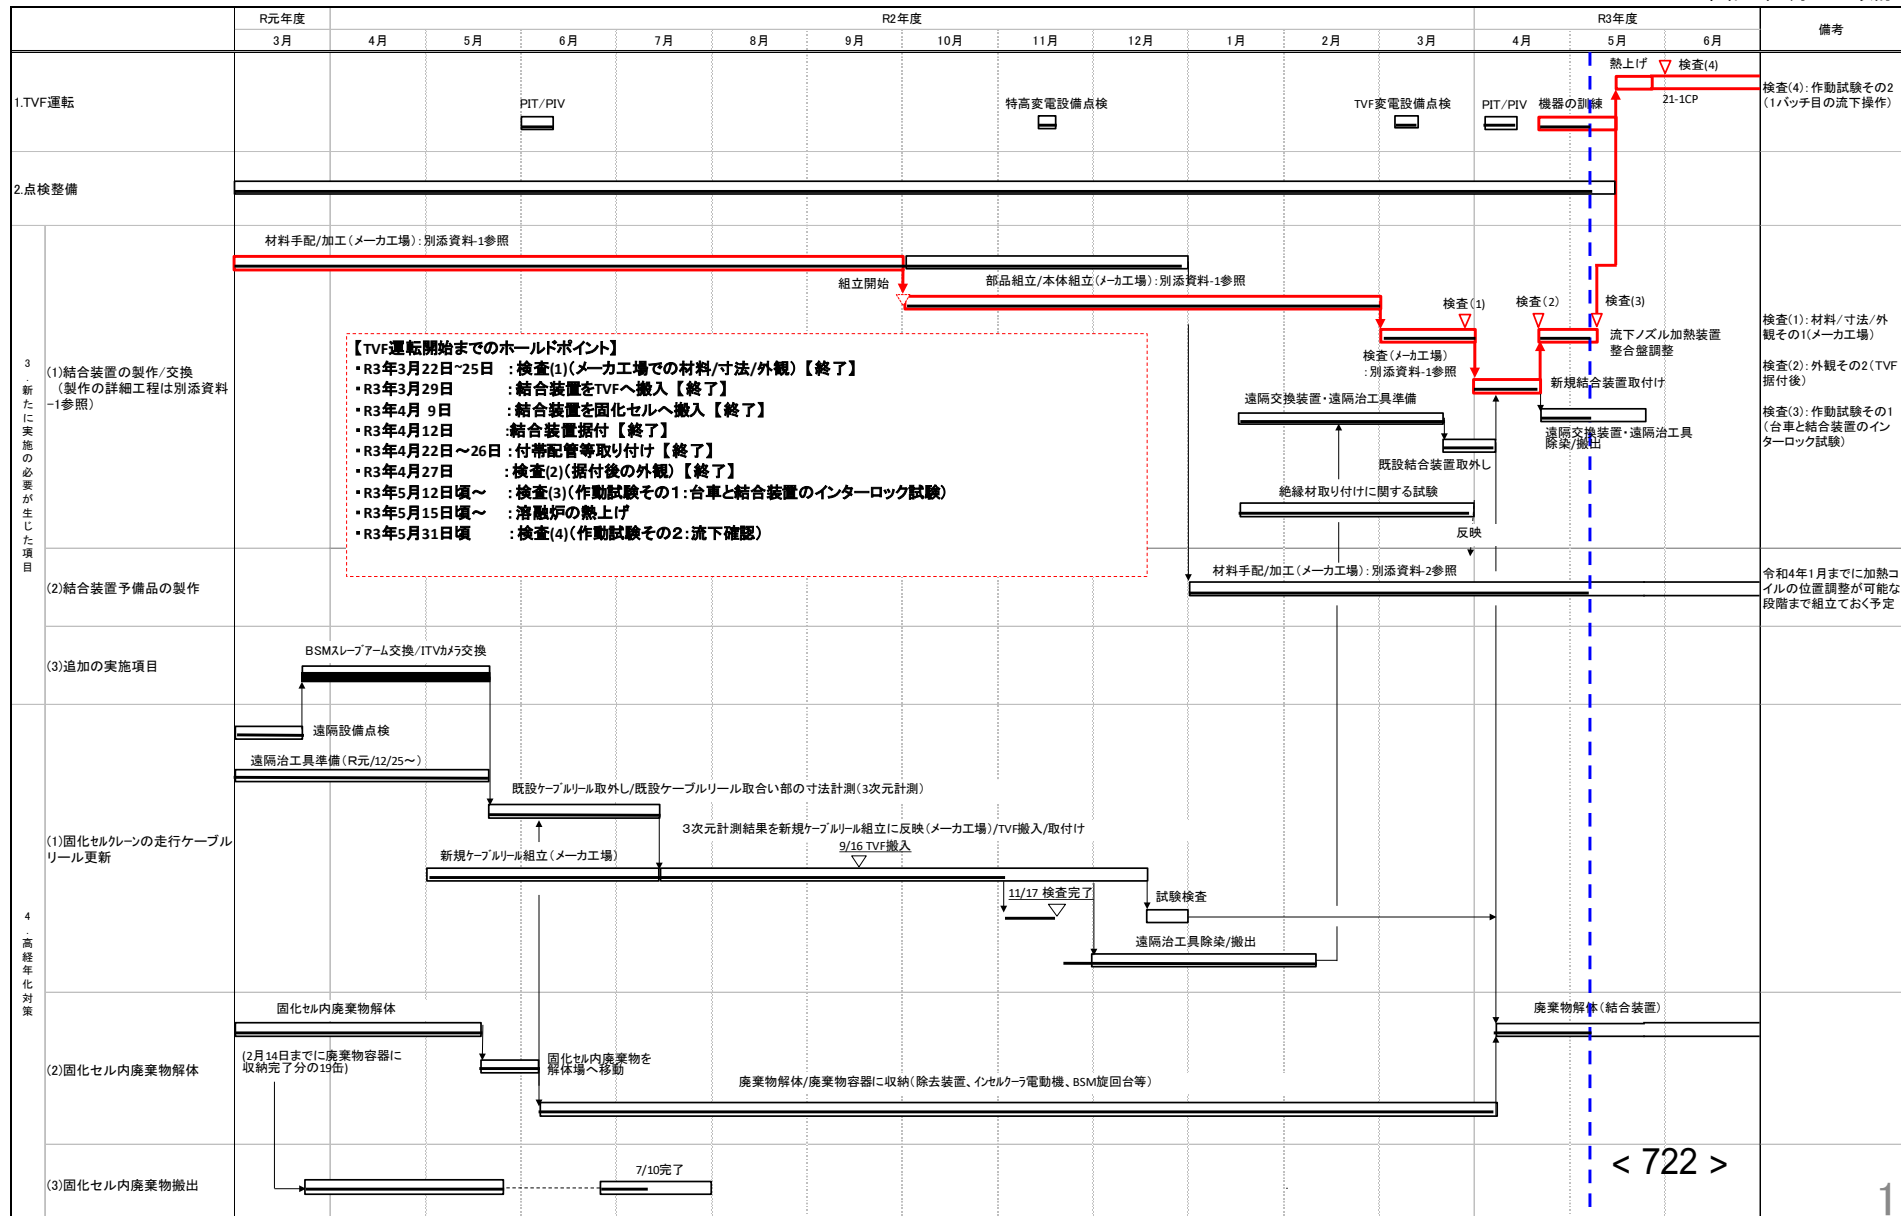 R元年度 R2年度 R3年度
備考
3月 4月 5月 6月 7月 8月 9月 10月 11月 12月 1月 2月 3月 4月 5月 6月
1.TVF運転
PIT/PIV
特高変電設備点検
TVF変電設備点検
PIT/PIV
機器の訓練
熱上げ
検査(4)
21-1CP
検査(4):作動試験その2
(1バッチ目の流下操作)
2.点検整備
3.新たに実施の必要が生じた項目
(1)結合装置の製作/交換
(製作の詳細工程は別添資料
-1参照)
材料手配/加工(メーカ工場):別添資料-1参照
組立開始
部品組立/本体組立(メーカ工場):別添資料-1参照
検査(1)
検査(2)
検査(3)
検査(メーカ工場)
:別添資料-1参照
流下ノズル加熱装置
整合盤調整
新規結合装置取付け
遠隔交換装置・遠隔治工具準備
遠隔交換装置・遠隔治工具
除染/搬出
既設結合装置取外し
絶縁材取り付けに関する試験
反映
検査(1):材料/寸法/外
観その1(メーカ工場)
検査(2):外観その2(TVF
据付後)
検査(3):作動試験その1
(台車と結合装置のイン
ターロック試験)
【TVF運転開始までのホールドポイント】
・R3年3月22日~25日 :検査(1)(メーカ工場での材料/寸法/外観)【終了】
・R3年3月29日 :結合装置をTVFへ搬入【終了】
・R3年4月 9日 :結合装置を固化セルへ搬入【終了】
・R3年4月12日 :結合装置据付【終了】
・R3年4月22日～26日 :付帯配管等取り付け【終了】
・R3年4月27日 :検査(2)(据付後の外観)【終了】
・R3年5月12日頃～ :検査(3)(作動試験その1:台車と結合装置のインターロック試験)
・R3年5月15日頃～ :溶融炉の熱上げ
・R3年5月31日頃 :検査(4)(作動試験その2:流下確認)
(2)結合装置予備品の製作
材料手配/加工(メーカ工場):別添資料-2参照
令和4年1月までに加熱コ
イルの位置調整が可能な
段階まで組立ておく予定
(3)追加の実施項目
BSMスレーブアーム交換/ITVカメラ交換
4.高経年化対策
(1)固化セルクレーンの走行ケーブル
リール更新
遠隔設備点検
遠隔治工具準備(R元/12/25～)
既設ケーブルリール取外し/既設ケーブルリール取合い部の寸法計測(3次元計測)
3次元計測結果を新規ケーブルリール組立に反映(メーカ工場)/TVF搬入/取付け
新規ケーブルリール組立(メーカ工場)
9/16 TVF搬入
11/17 検査完了
試験検査
遠隔治工具除染/搬出
(2)固化セル内廃棄物解体
固化セル内廃棄物解体
(2月14日までに廃棄物容器に
収納完了分の19缶)
固化セル内廃棄物を
解体場へ移動
廃棄物解体/廃棄物容器に収納(除去装置、インセルクーラ電動機、BSM旋回台等)
廃棄物解体(結合装置)
(3)固化セル内廃棄物搬出
7/10完了
< 722 >
1